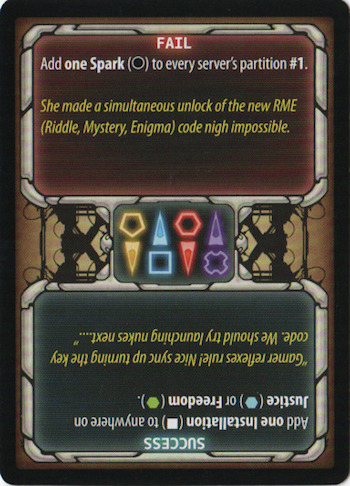 FAIL
Add one Spark (⬡) to every server's partition #1.
She made a simultaneous unlock of the new RME
(Riddle, Mystery, Enigma) code nigh impossible.
SUCCESS
Add one Installation (■) to anywhere on
Justice (⬢) or Freedom (⬢).
"Gamer reflexes rule! Nice sync up turning the key
code. We should try launching nukes next...."